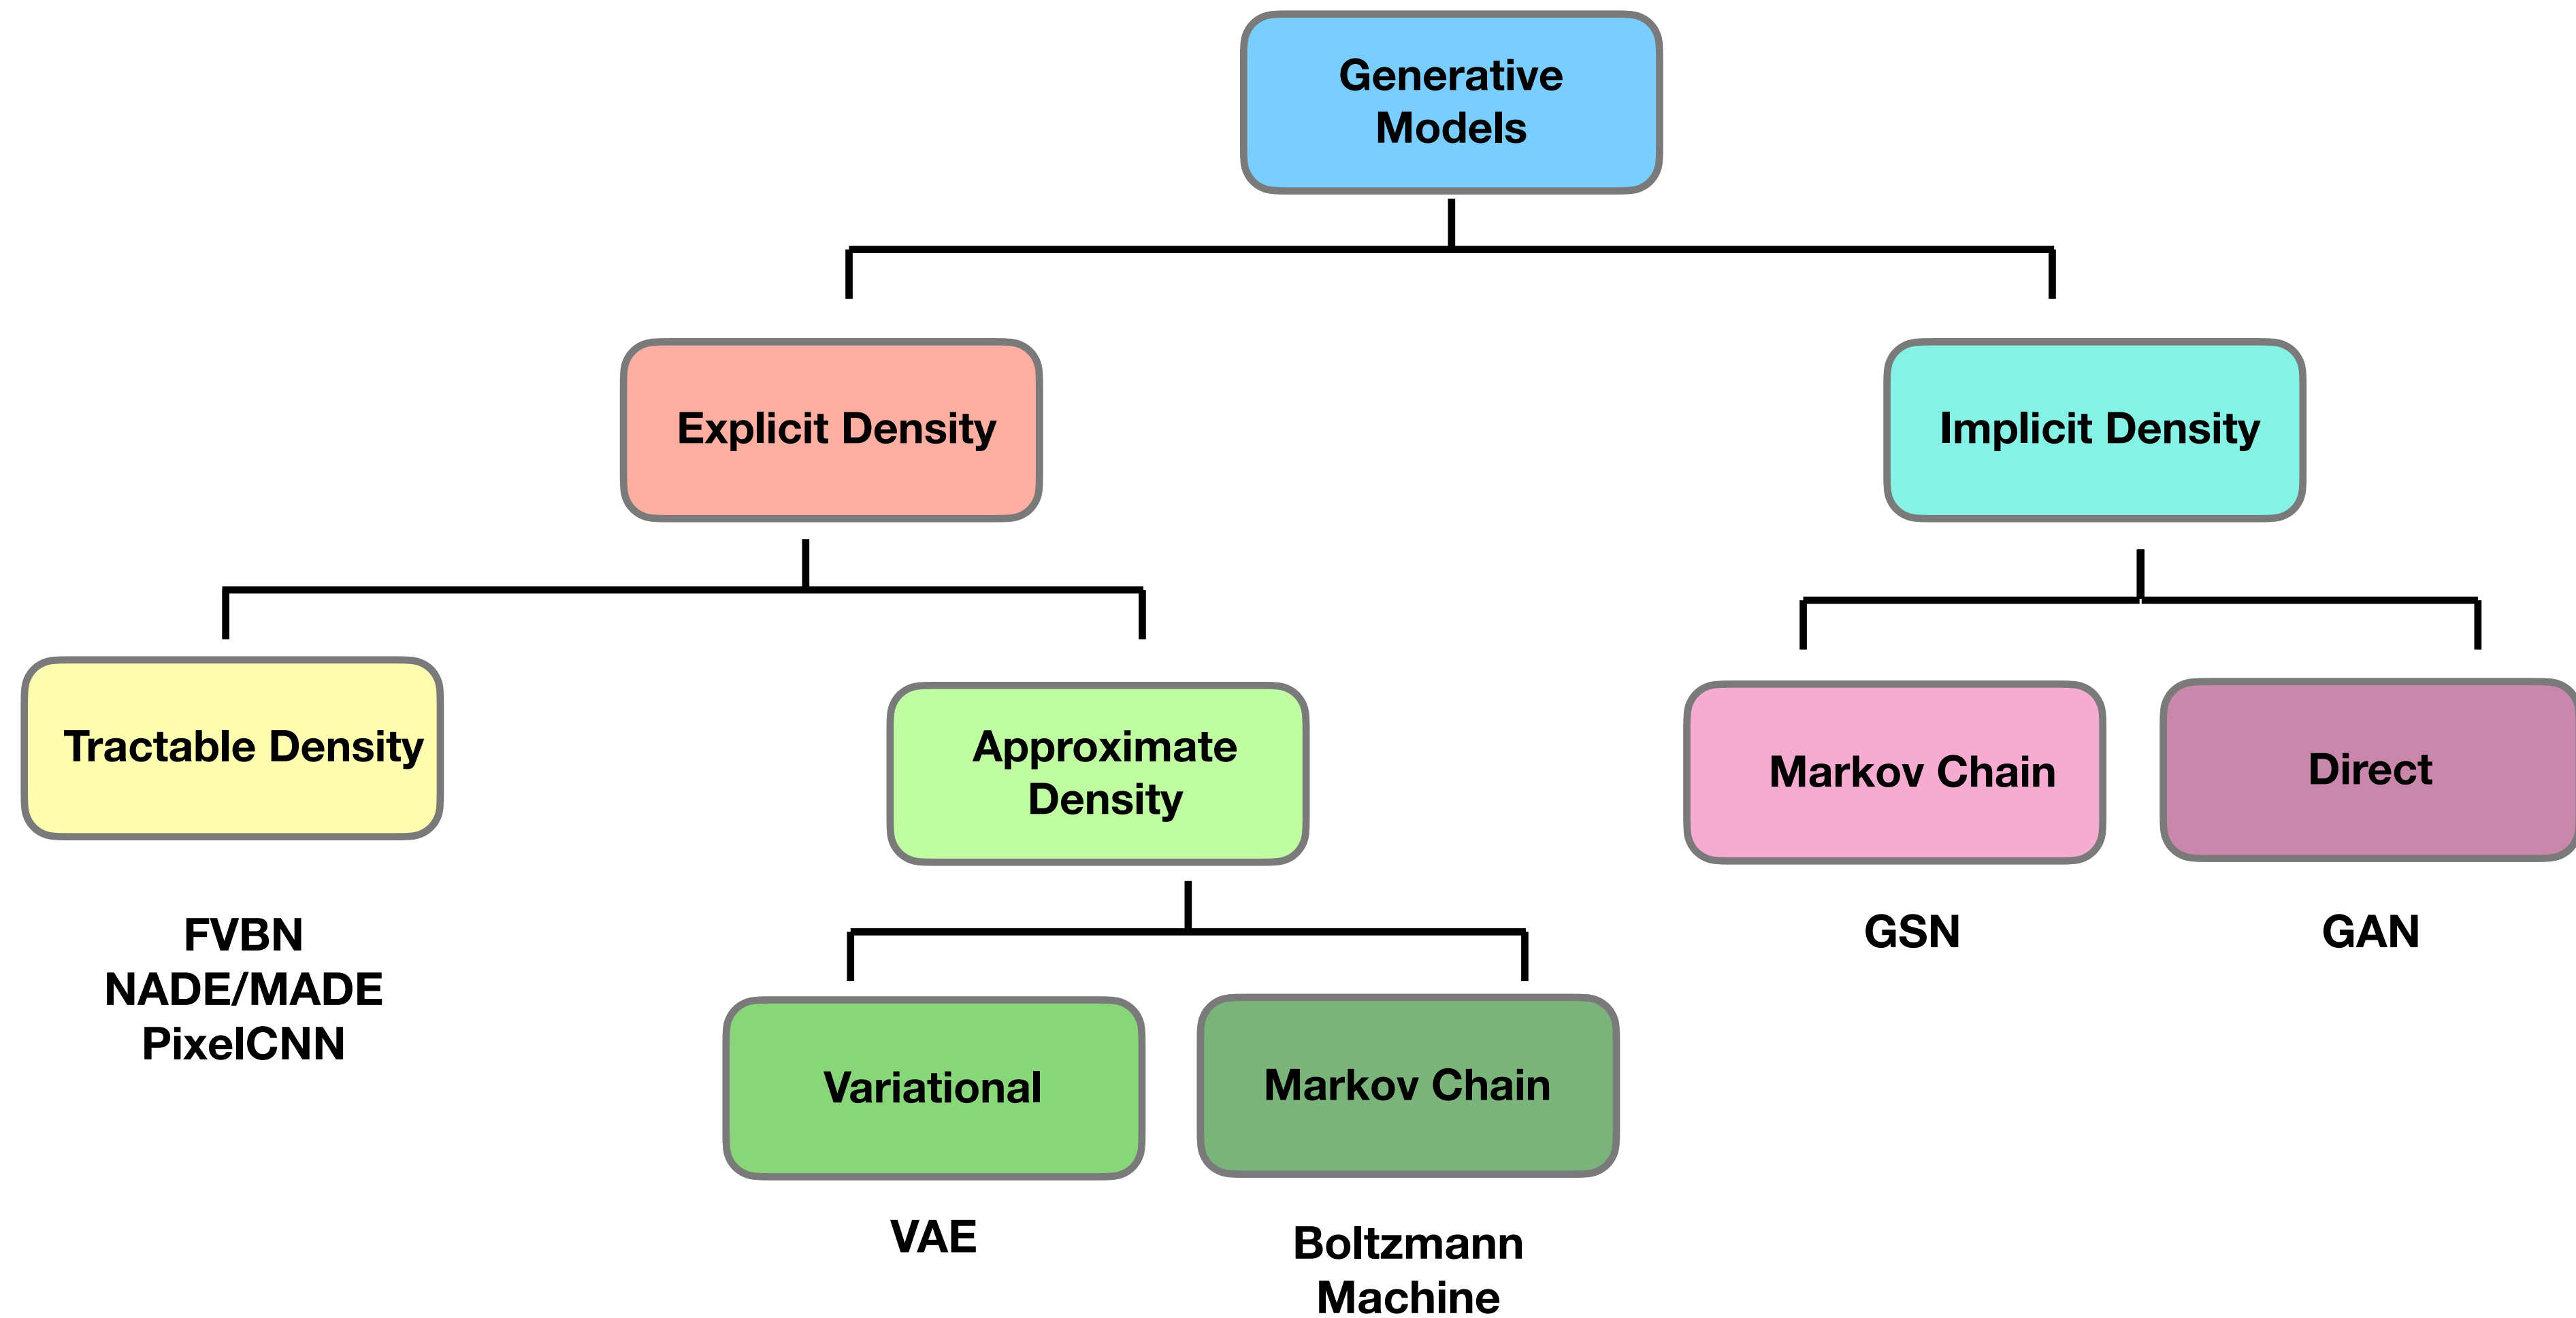 Generative
Models
Explicit Density
Implicit Density
Tractable Density
Approximate
Density
Markov Chain
Direct
FVBN
NADE/MADE
PixelCNN
GSN
GAN
Variational
Markov Chain
VAE
Boltzmann
Machine